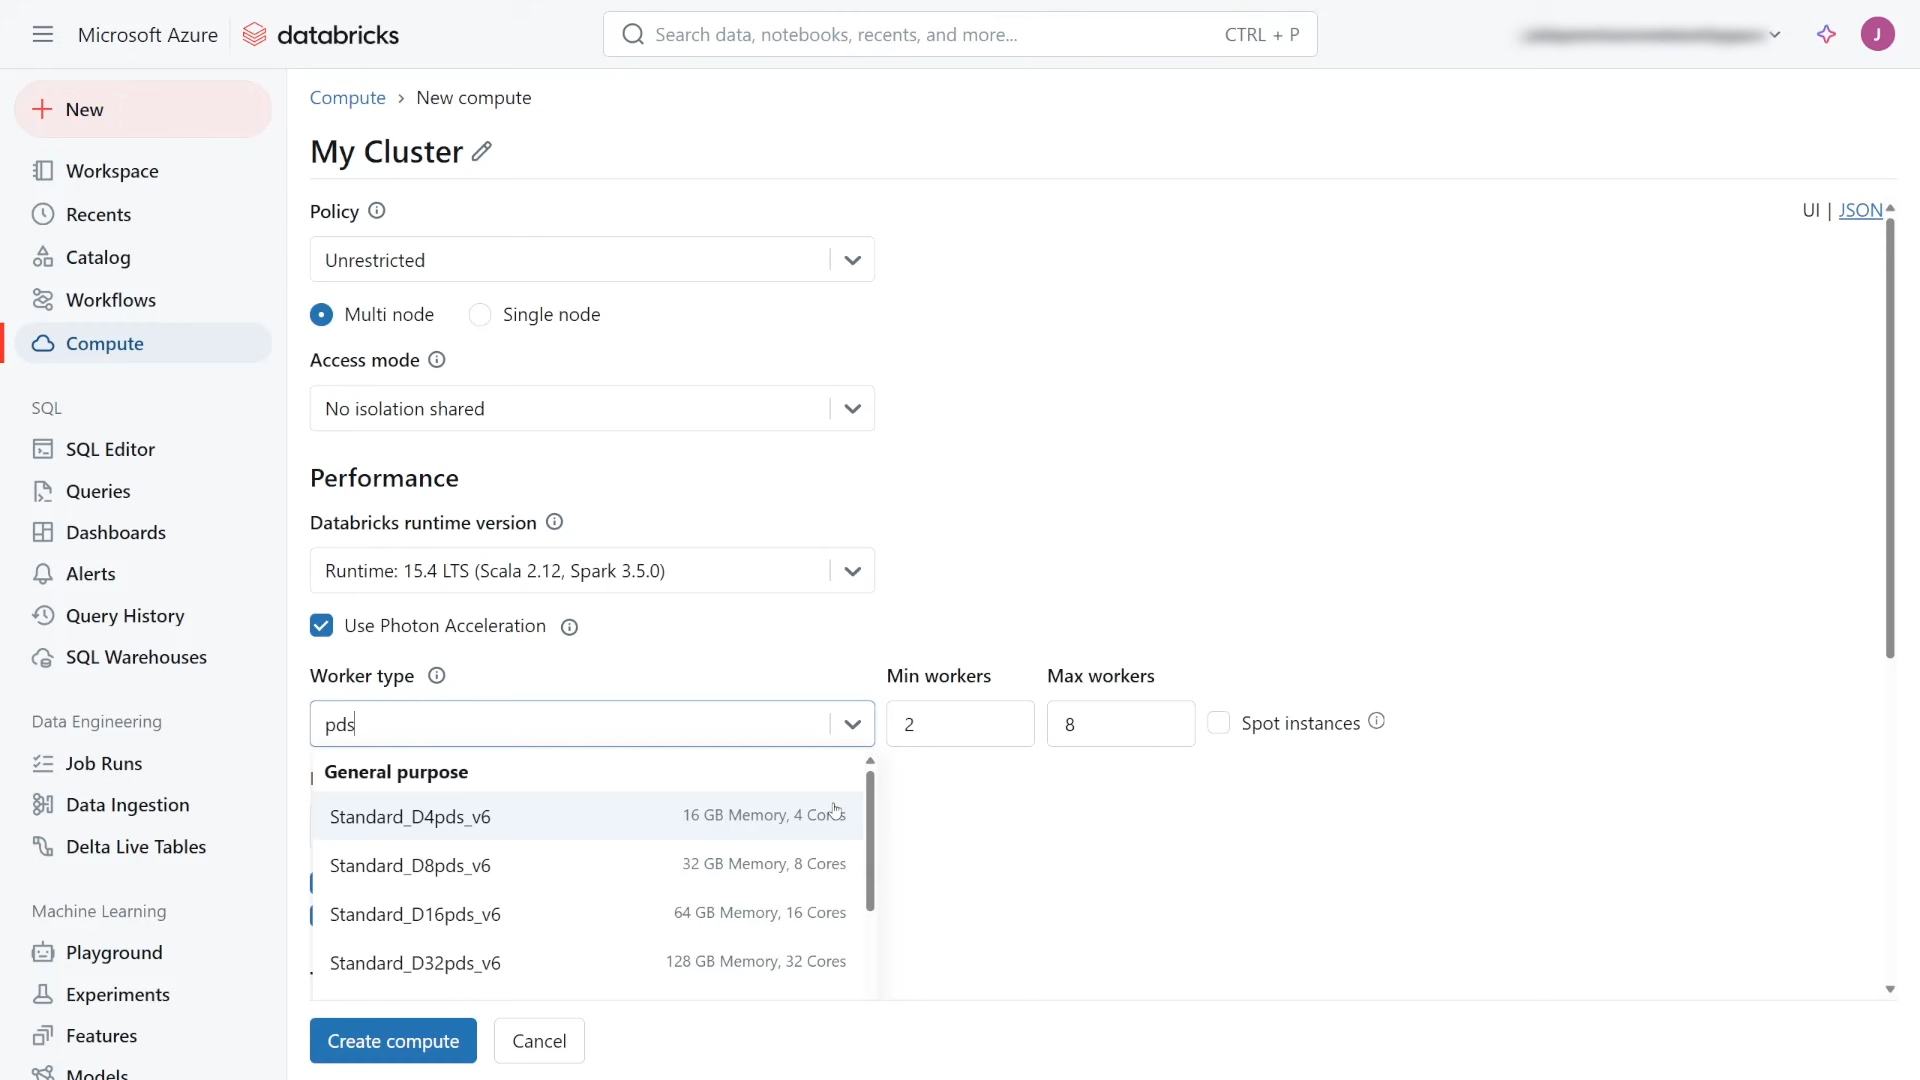 Microsoft Azure
databricks
Search data, notebooks, recents, and more...
CTRL + P
J
New
Workspace
Recents
Catalog
Workflows
Compute
SQL
SQL Editor
Queries
Dashboards
Alerts
Query History
SQL Warehouses
Data Engineering
Job Runs
Data Ingestion
Delta Live Tables
Machine Learning
Playground
Experiments
Features
Models
Compute > New compute
My Cluster
Policy
UI | JSON
Unrestricted
Multi node
Single node
Access mode
No isolation shared
Performance
Databricks runtime version
Runtime: 15.4 LTS (Scala 2.12, Spark 3.5.0)
Use Photon Acceleration
Worker type
Min workers
Max workers
pds
2
8
Spot instances
General purpose
Standard_D4pds_v6 16 GB Memory, 4 Cores
Standard_D8pds_v6 32 GB Memory, 8 Cores
Standard_D16pds_v6 64 GB Memory, 16 Cores
Standard_D32pds_v6 128 GB Memory, 32 Cores
Create compute
Cancel